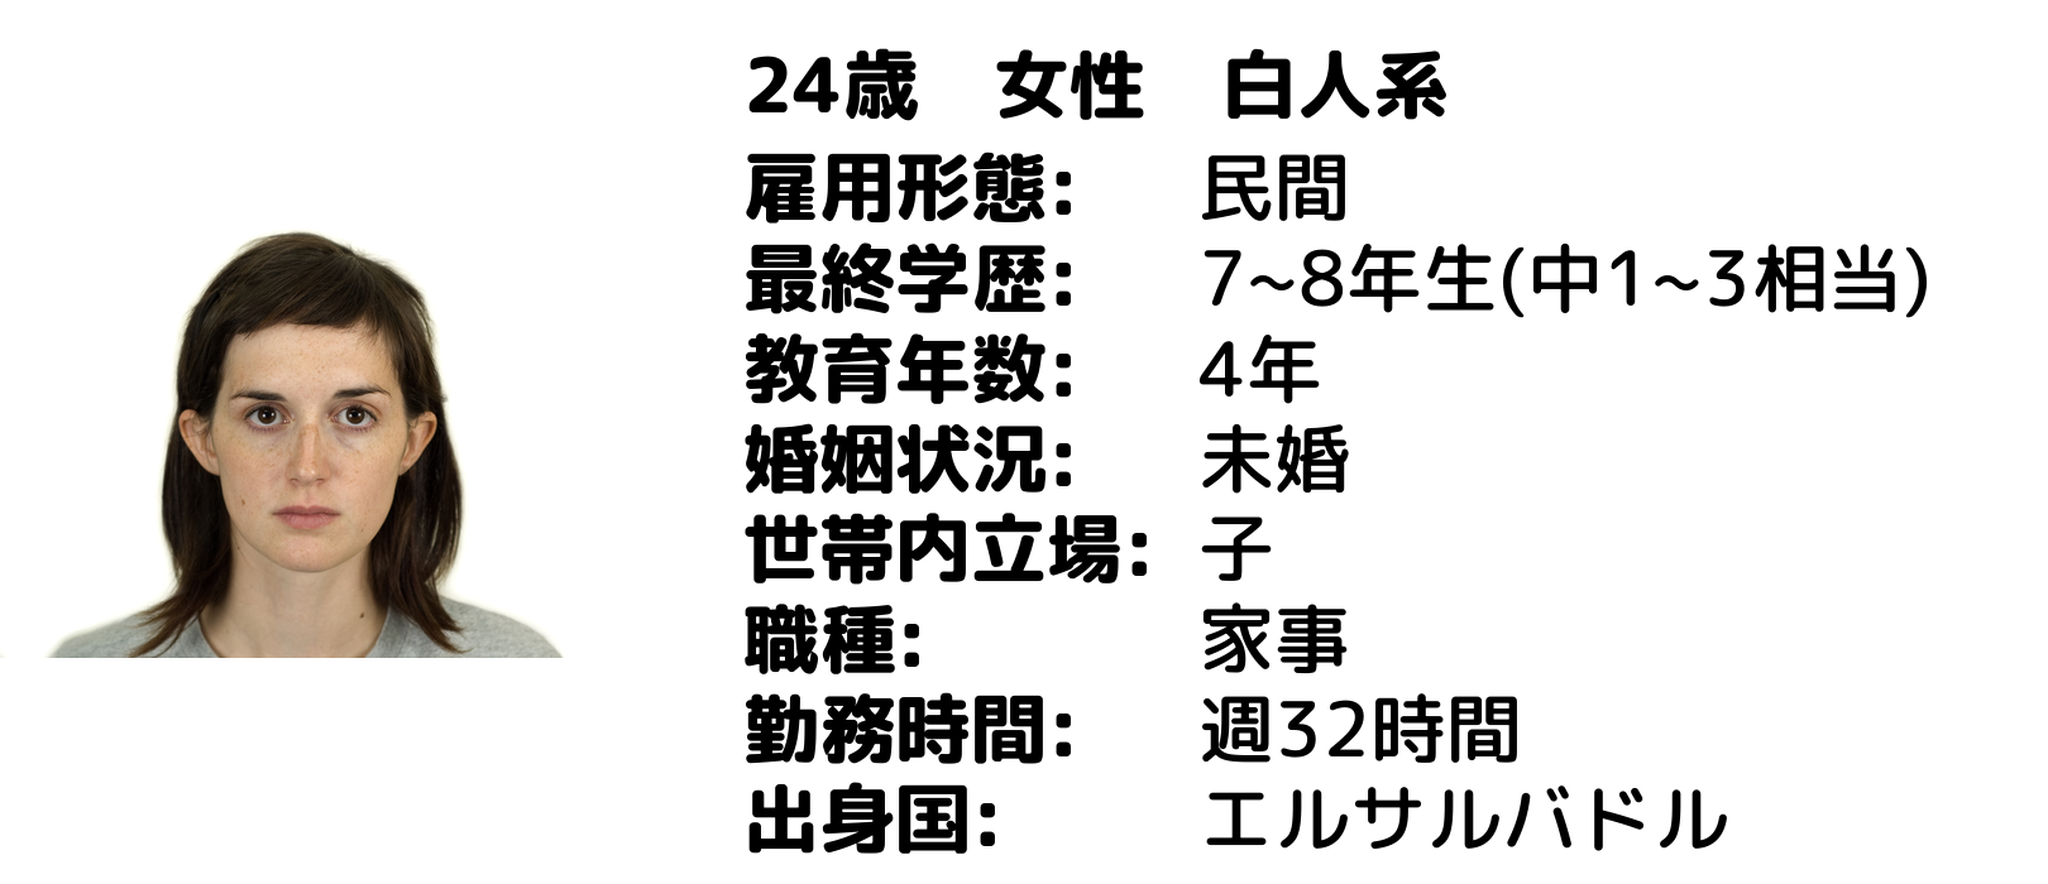 24歳　女性　白人系
雇用形態: 民間
最終学歴: 7~8年生(中1~3相当)
教育年数: 4年
婚姻状況: 未婚
世帯内立場: 子
職種: 家事
勤務時間: 週32時間
出身国: エルサルバドル